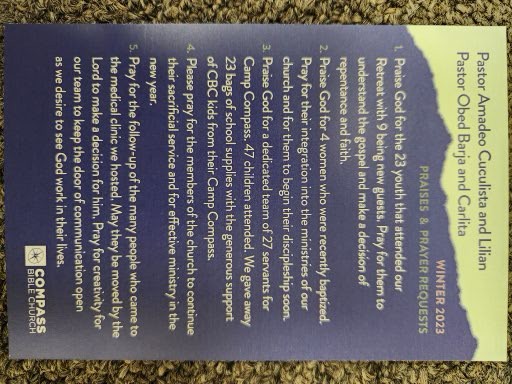 Pastor Amadeo Cuculista and Lilian
Pastor Obed Barja and Carlita
WINTER 2023
PRAISES & PRAYER REQUESTS
1. Praise God for the 23 youth that attended our
Retreat with 9 being new guests. Pray for them to
understand the gospel and make a decision of
repentance and faith.
2. Praise God for 4 women who were recently baptized.
Pray for their integration into the ministries of our
church and for them to begin their discipleship soon.
3. Praise God for a dedicated team of 27 servants for
Camp Compass. 47 children attended. We gave away
23 bags of school supplies with the generous support
of CBC kids from their Camp Compass.
4. Please pray for the members of the church to continue
their sacrificial service and for effective ministry in the
new year.
5. Pray for the follow-up of the many people who came to
the medical clinic we hosted. May they be moved by the
Lord to make a decision for him. Pray for creativity for
our team to keep the door of communication open
as we desire to see God work in their lives.
COMPASS
BIBLE CHURCH